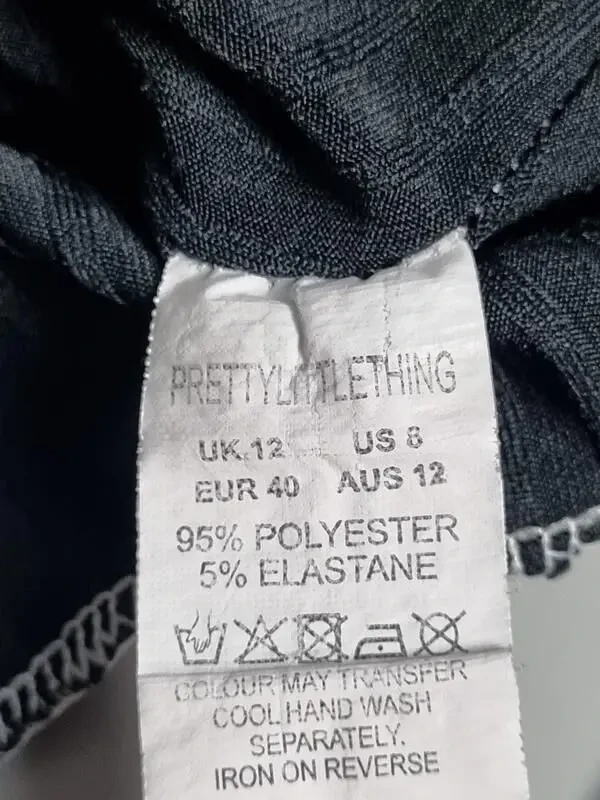 PRETTYLITTLETHING
UK 12 US 8
EUR 40 AUS 12
95% POLYESTER
5% ELASTANE
COLOUR MAY TRANSFER
COOL HAND WASH
SEPARATELY.
IRON ON REVERSE